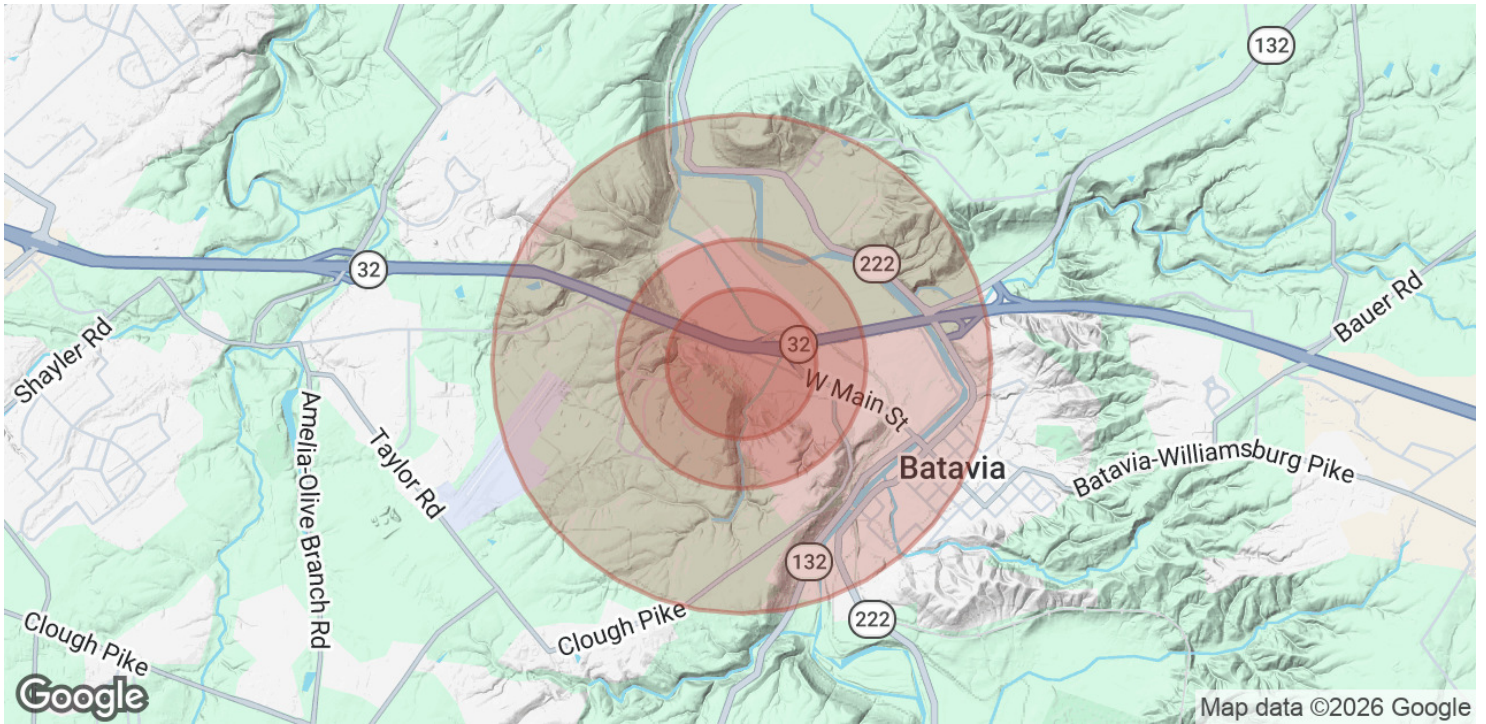 132
222
32
Bauer Rd
Shayler Rd
32
W Main St
Amelia-Olive Branch Rd
Taylor Rd
Batavia
Batavia-Williamsburg Pike
132
222
Clough Pike
Clough Pike
Google
Map data ©2026 Google